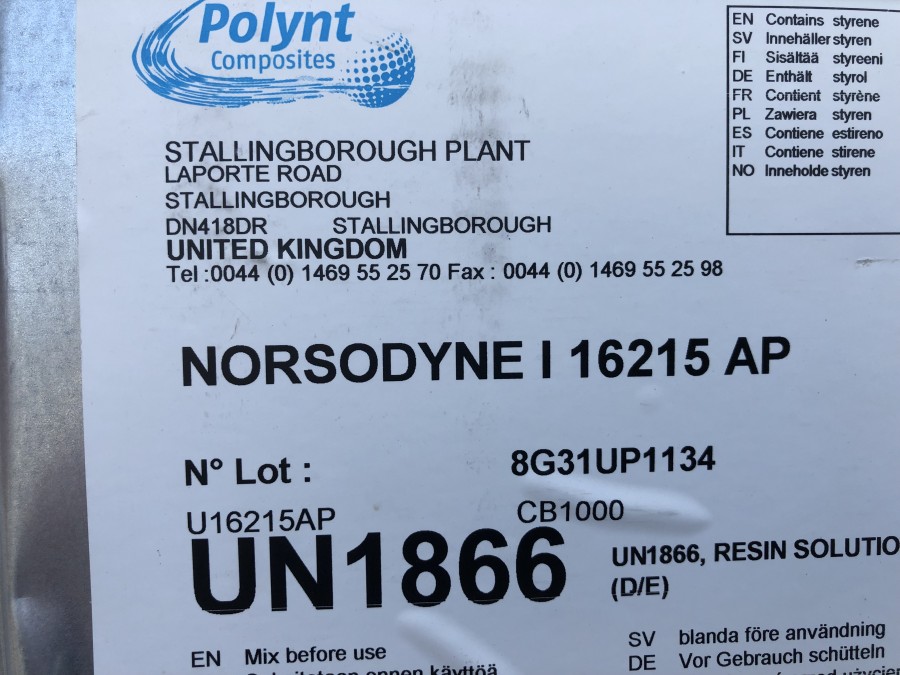 Polynt
Composites
EN Contains styrene
SV Innehäller styren
FI Sisältää styreeni
DE Enthält styrol
FR Contient styrène
PL Zawiera styren
ES Contiene estireno
IT Contiene stirene
NO Inneholde styren
STALLINGBOROUGH PLANT
LAPORTE ROAD
STALLINGBOROUGH
DN418DR STALLINGBOROUGH
UNITED KINGDOM
Tel :0044 (0) 1469 55 25 70 Fax : 0044 (0) 1469 55 25 98
NORSODYNE I 16215 AP
N° Lot : 8G31UP1134
U16215AP CB1000
UN1866
UN1866, RESIN SOLUTIO
(D/E)
EN Mix before use
ennen käyttöä
SV blanda före användning
DE Vor Gebrauch schütteln